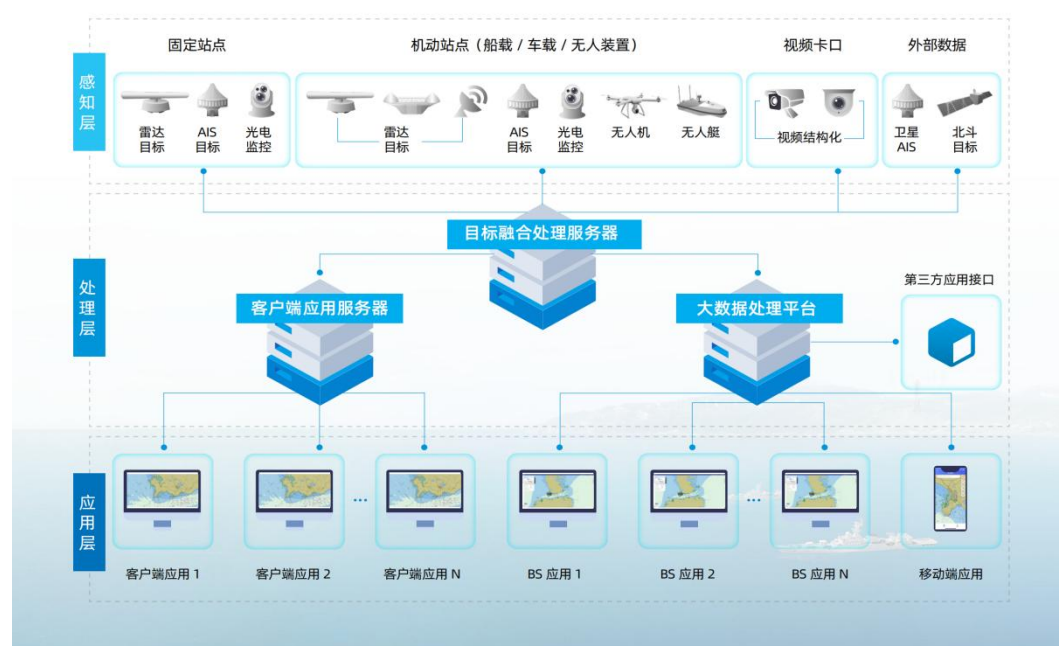 感知层
固定站点
机动站点（船载 / 车载 / 无人装置）
视频卡口
外部数据
雷达
目标
AIS
目标
光电
监控
雷达
目标
AIS
目标
光电
监控
无人机
无人艇
视频结构化
卫星
AIS
北斗
目标
处理层
目标融合处理服务器
客户端应用服务器
大数据处理平台
第三方应用接口
应用层
...
...
客户端应用 1
客户端应用 2
客户端应用 N
BS 应用 1
BS 应用 2
BS 应用 N
移动端应用